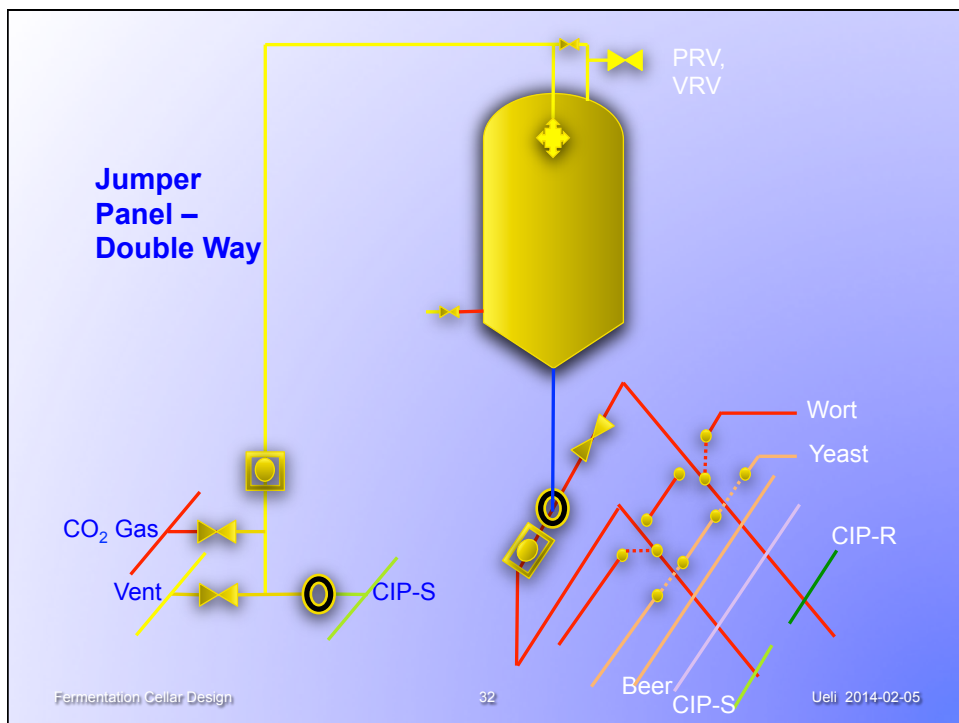 PRV,
VRV
Jumper
Panel –
Double Way
Wort
Yeast
CO₂ Gas
CIP-R
Vent
CIP-S
Beer
CIP-S
Fermentation Cellar Design
32
Ueli 2014-02-05